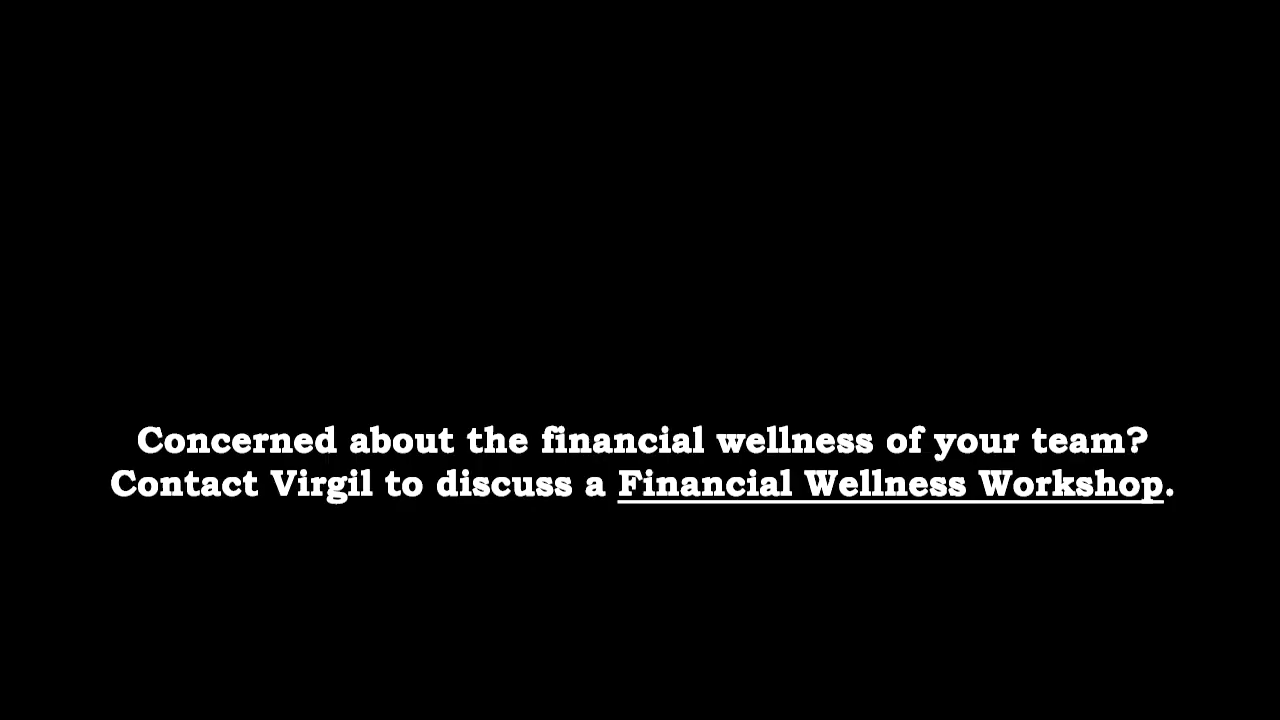 Concerned about the financial wellness of your team?
Contact Virgil to discuss a Financial Wellness Workshop.